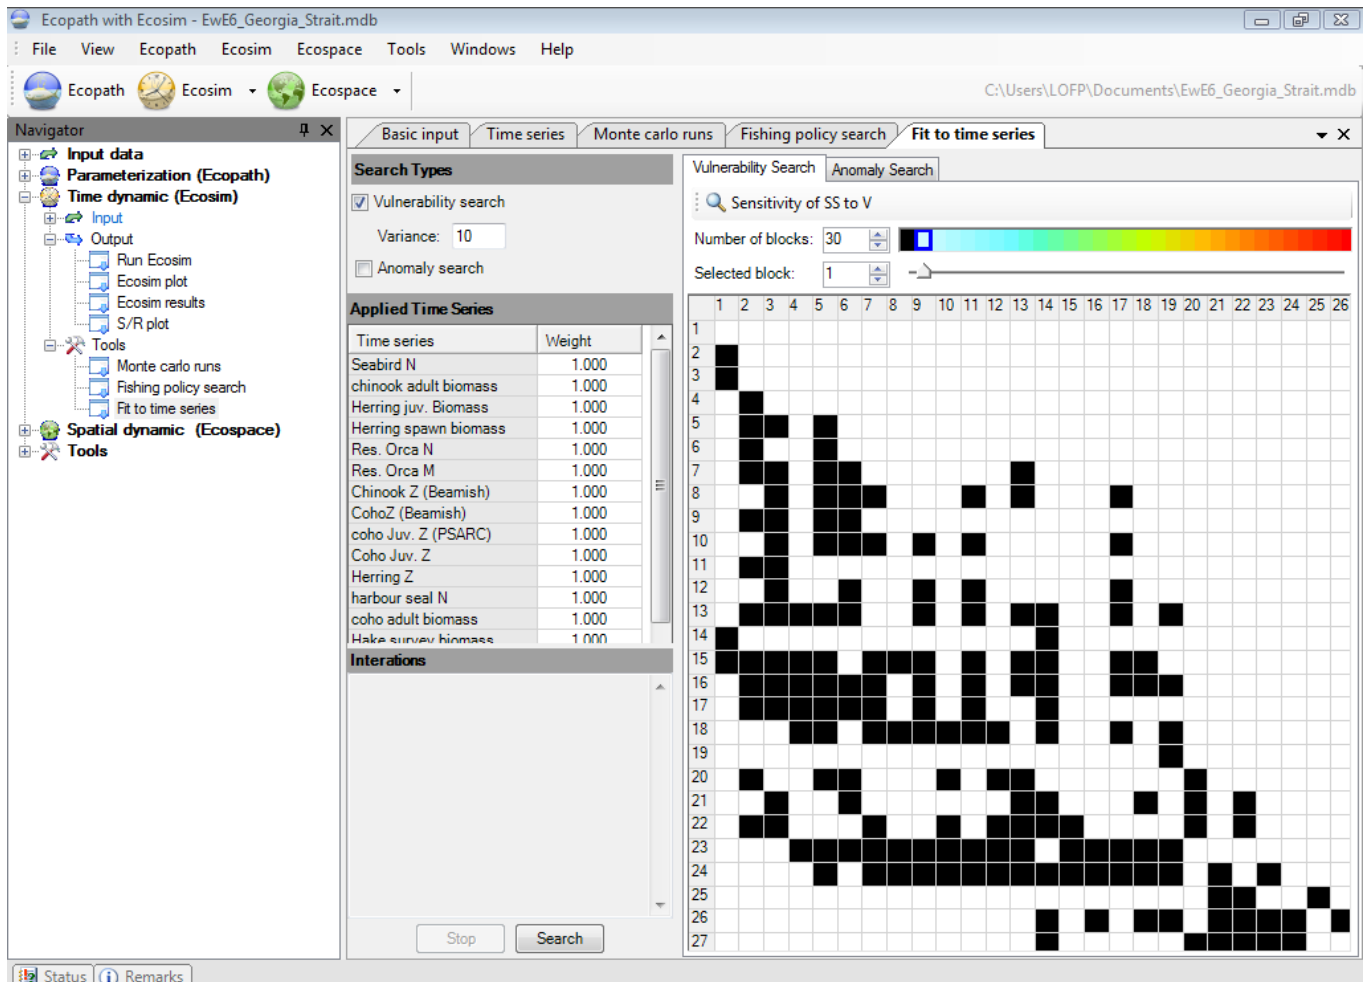 Ecopath with Ecosim - EwE6_Georgia_Strait.mdb
File View Ecopath Ecosim Ecospace Tools Windows Help
Ecopath Ecosim Ecospace C:\Users\LOFP\Documents\EwE6_Georgia_Strait.mdb
Navigator
Input data
Parameterization (Ecopath)
Time dynamic (Ecosim)
Input
Output
Run Ecosim
Ecosim plot
Ecosim results
S/R plot
Tools
Monte carlo runs
Fishing policy search
Fit to time series
Spatial dynamic (Ecospace)
Tools
Basic input Time series Monte carlo runs Fishing policy search Fit to time series
Search Types
Vulnerability search
Variance: 10
Anomaly search
Applied Time Series
Time series Weight
Seabird N 1.000
chinook adult biomass 1.000
Herring juv. Biomass 1.000
Herring spawn biomass 1.000
Res. Orca N 1.000
Res. Orca M 1.000
Chinook Z (Beamish) 1.000
CohoZ (Beamish) 1.000
coho Juv. Z (PSARC) 1.000
Coho Juv. Z 1.000
Herring Z 1.000
harbour seal N 1.000
coho adult biomass 1.000
Hake survey biomass 1.000
Interations
Stop Search
Vulnerability Search Anomaly Search
Sensitivity of SS to V
Number of blocks: 30
Selected block: 1
1 2 3 4 5 6 7 8 9 10 11 12 13 14 15 16 17 18 19 20 21 22 23 24 25 26
1
2
3
4
5
6
7
8
9
10
11
12
13
14
15
16
17
18
19
20
21
22
23
24
25
26
27
Status Remarks